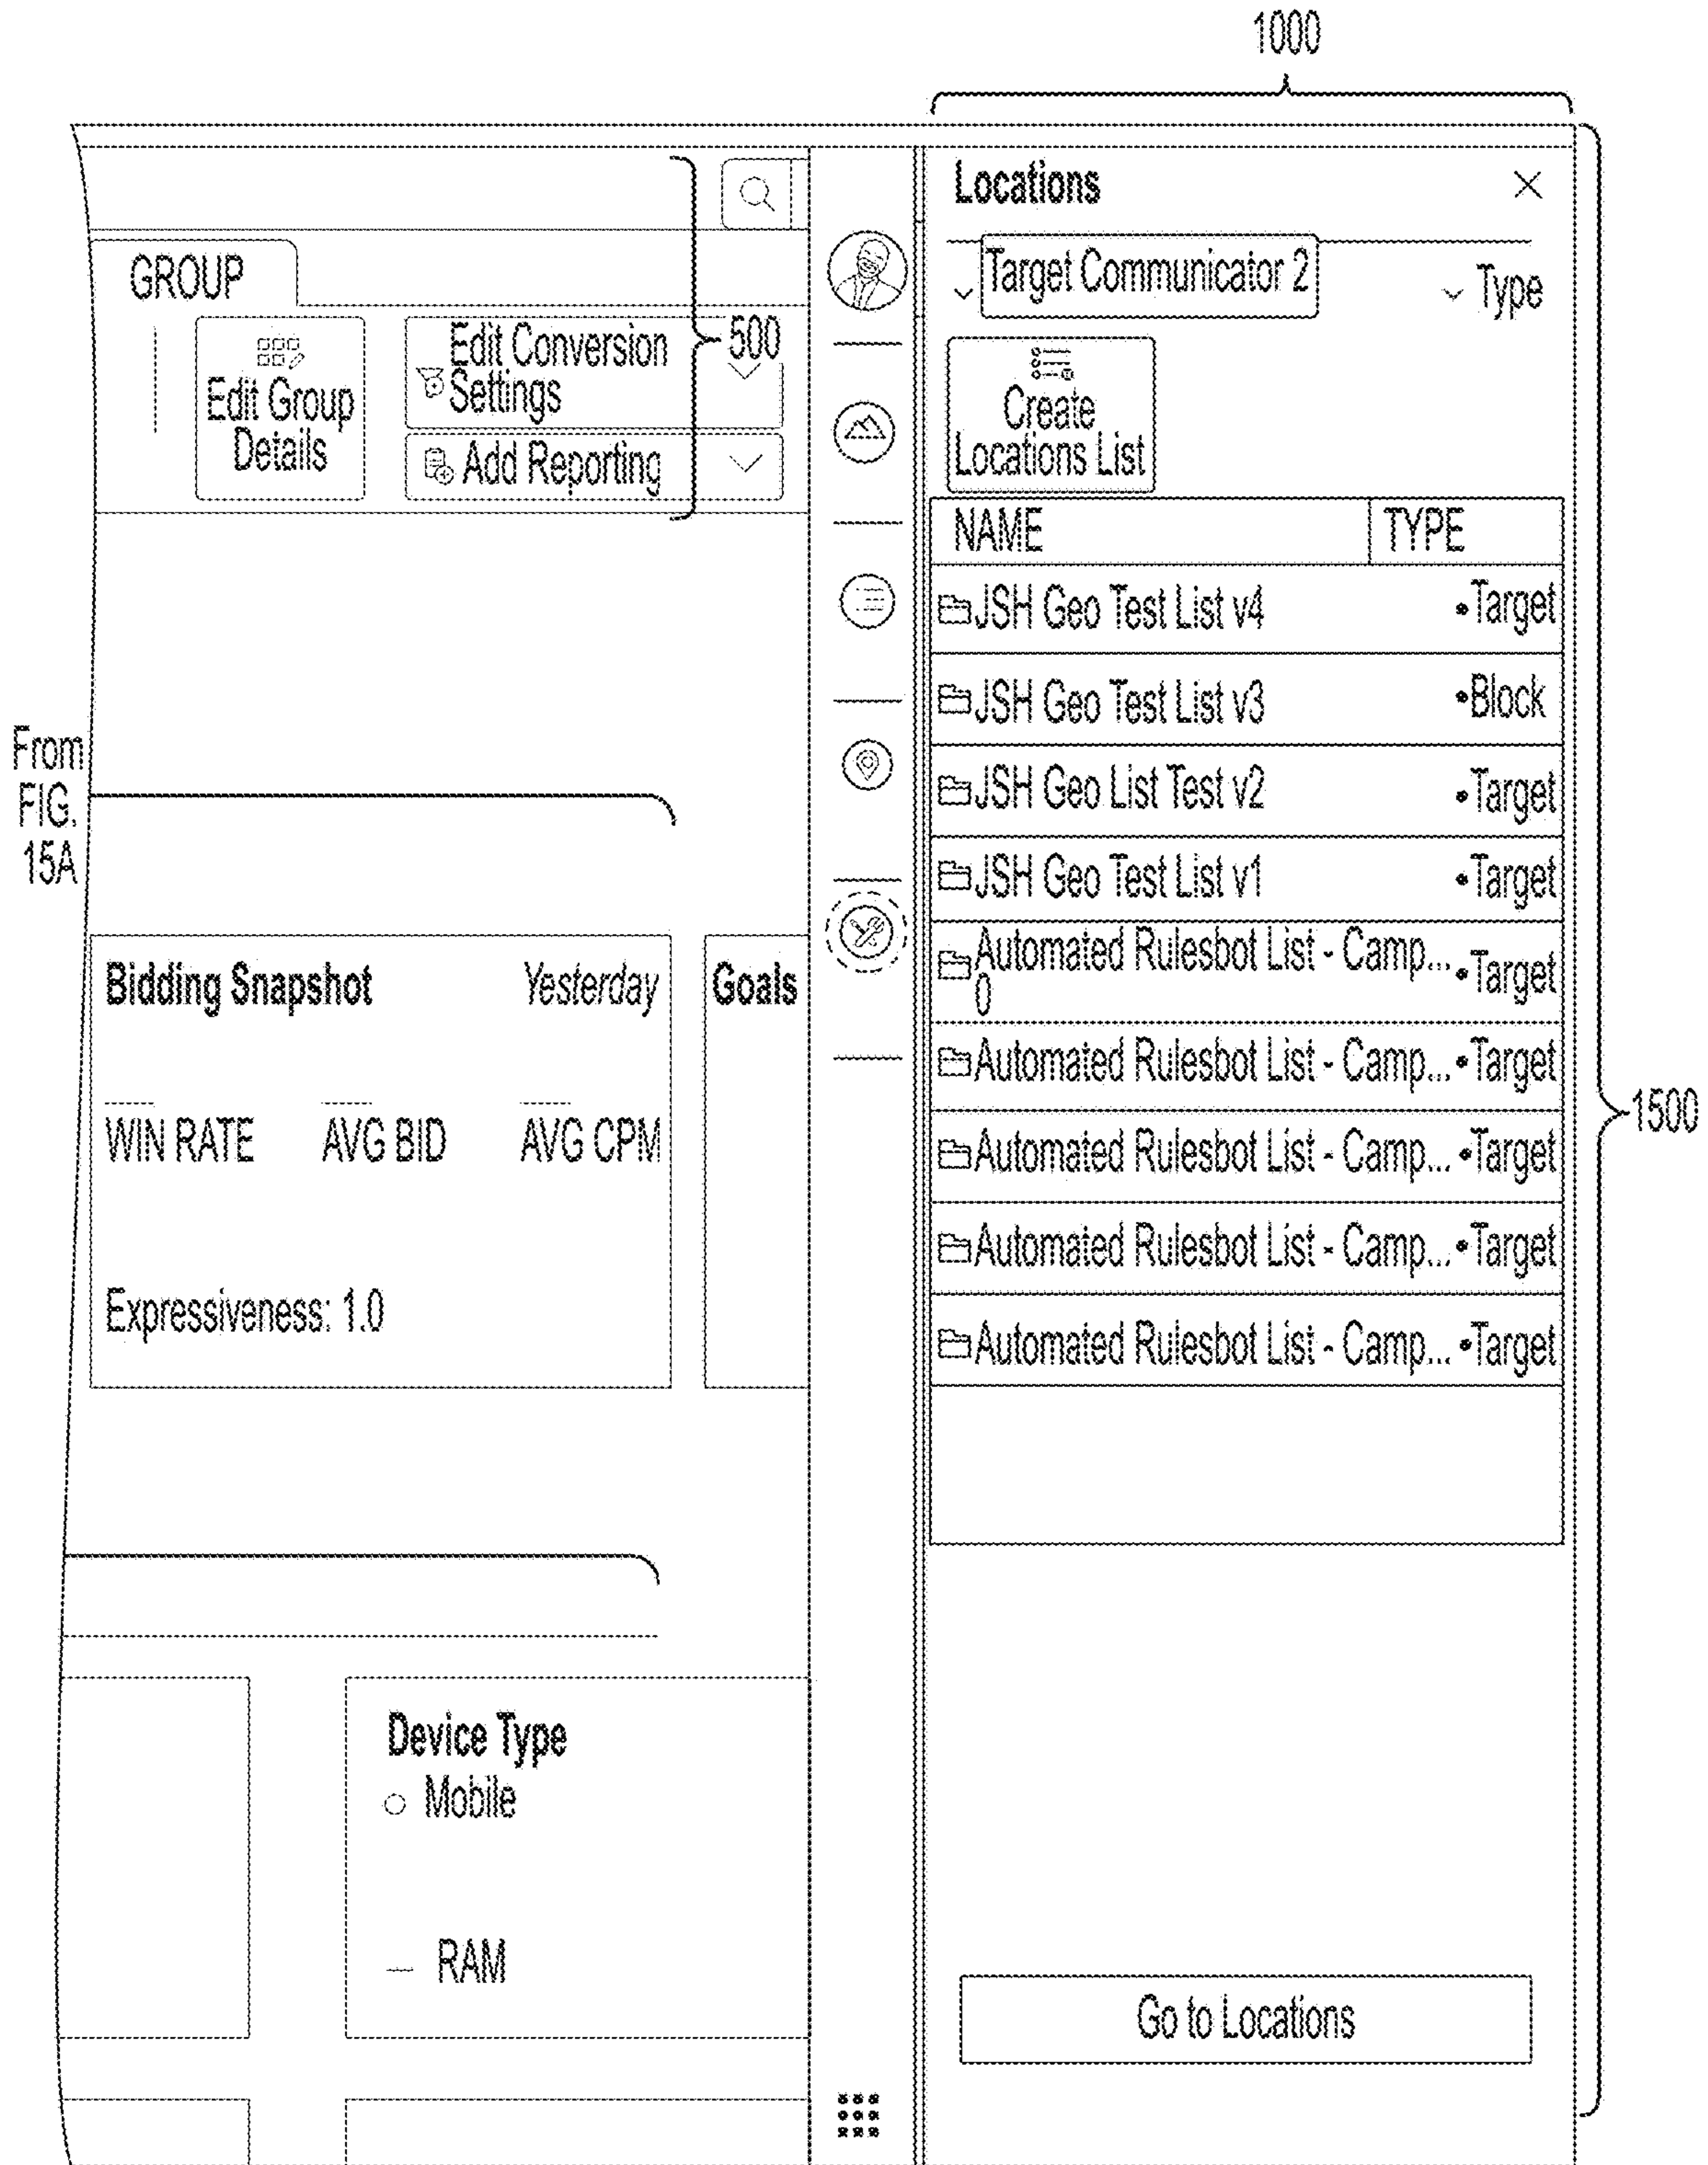 1000
Locations
GROUP
Target Communicator 2
Type
500
Edit Group
Details
Edit Conversion
Settings
Add Reporting
Create
Locations List
NAME
TYPE
JSH Geo Test List v4
•Target
JSH Geo Test List v3
•Block
JSH Geo List Test v2
•Target
JSH Geo Test List v1
•Target
Automated Rulesbot List - Camp...
0
•Target
Automated Rulesbot List - Camp...
•Target
Automated Rulesbot List - Camp...
•Target
Automated Rulesbot List - Camp...
•Target
Automated Rulesbot List - Camp...
•Target
From
FIG.
15A
Bidding Snapshot
Yesterday
Goals
WIN RATE
AVG BID
AVG CPM
Expressiveness: 1.0
1500
Device Type
Mobile
RAM
Go to Locations